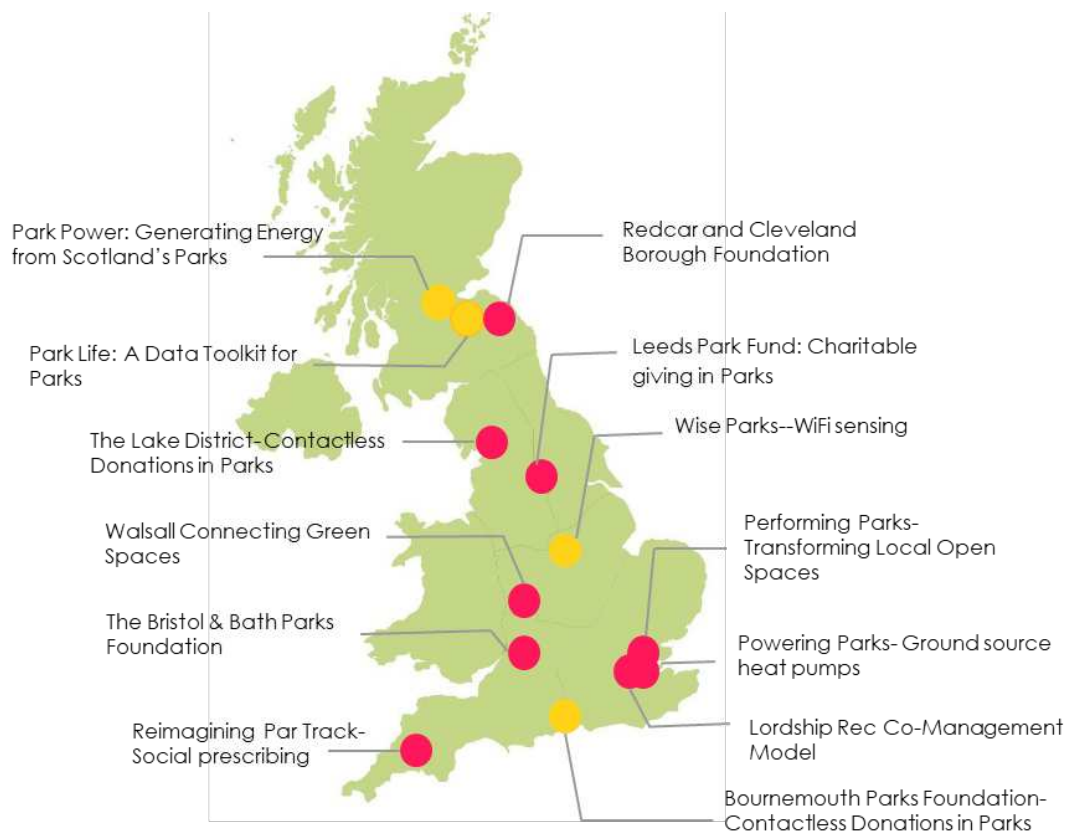 Park Power: Generating Energy
from Scotland's Parks
Redcar and Cleveland
Borough Foundation
Park Life: A Data Toolkit for
Parks
Leeds Park Fund: Charitable
giving in Parks
The Lake District- Contactless
Donations in Parks
Wise Parks--WiFi sensing
Walsall Connecting Green
Spaces
Performing Parks-
Transforming Local Open
Spaces
The Bristol & Bath Parks
Foundation
Powering Parks- Ground source
heat pumps
Reimagining Par Track-
Social prescribing
Lordship Rec Co-Management
Model
Bournemouth Parks Foundation-
Contactless Donations in Parks